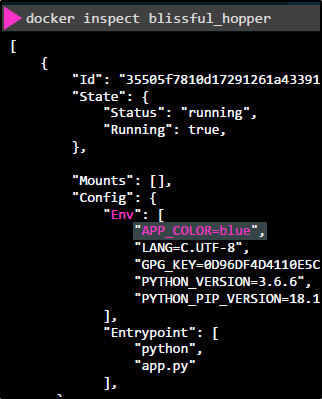 docker inspect blissful_hopper
[
{
"Id": "35505f7810d17291261a43391
"State": {
"Status": "running",
"Running": true,
},
"Mounts": [],
"Config": {
"Env": [
"APP_COLOR=blue",
"LANG=C.UTF-8",
"GPG_KEY=0D96DF4D4110E5C
"PYTHON_VERSION=3.6.6",
"PYTHON_PIP_VERSION=18.1
],
"Entrypoint": [
"python",
"app.py"
],
}